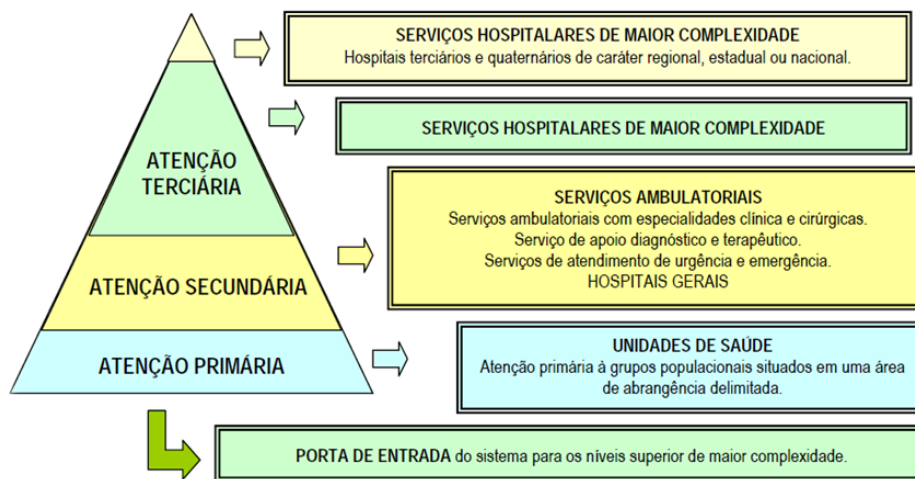 SERVIÇOS HOSPITALARES DE MAIOR COMPLEXIDADE
Hospitais terciários e quaternários de caráter regional, estadual ou nacional.
SERVIÇOS HOSPITALARES DE MAIOR COMPLEXIDADE
ATENÇÃO
TERCIÁRIA
SERVIÇOS AMBULATORIAIS
Serviços ambulatoriais com especialidades clínica e cirúrgicas.
Serviço de apoio diagnóstico e terapêutico.
Serviços de atendimento de urgência e emergência.
HOSPITAIS GERAIS
ATENÇÃO SECUNDÁRIA
UNIDADES DE SAÚDE
Atenção primária à grupos populacionais situados em uma área
de abrangência delimitada.
ATENÇÃO PRIMÁRIA
PORTA DE ENTRADA do sistema para os níveis superior de maior complexidade.